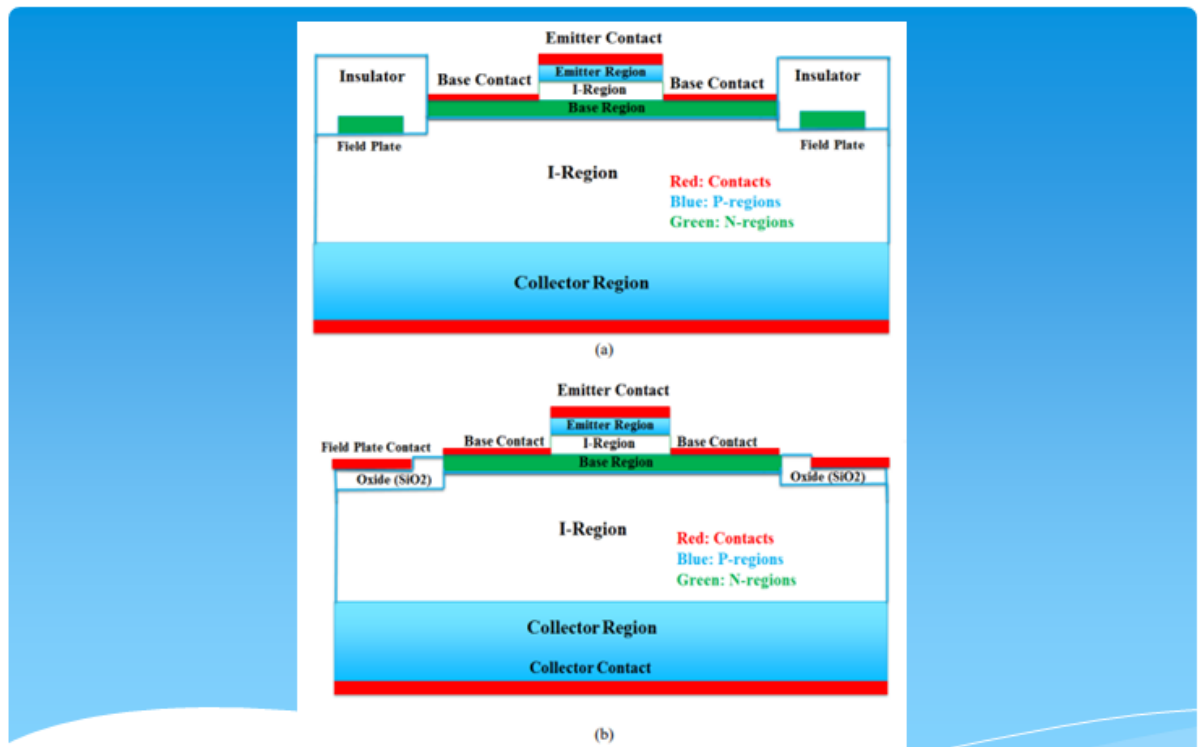 Emitter Contact
Insulator
Base Contact
Emitter Region
I-Region
Base Contact
Insulator
Base Region
Field Plate
Field Plate
I-Region
Red: Contacts
Blue: P-regions
Green: N-regions
Collector Region
(a)
Emitter Contact
Field Plate Contact
Base Contact
Emitter Region
I-Region
Base Contact
Base Region
Oxide (SiO2)
Oxide (SiO2)
I-Region
Red: Contacts
Blue: P-regions
Green: N-regions
Collector Region
Collector Contact
(b)